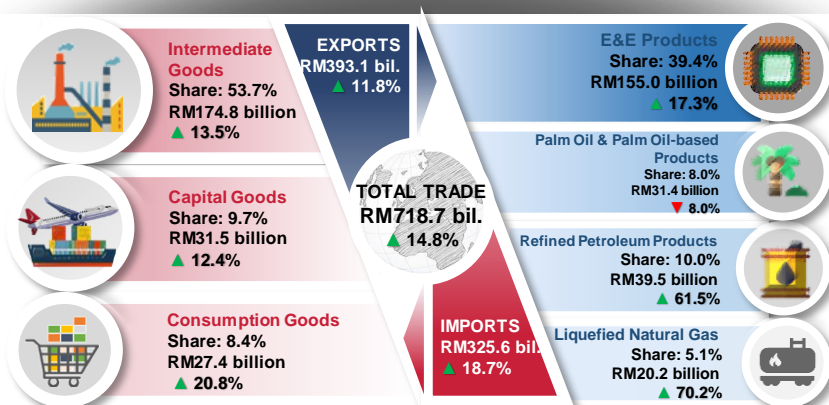 Intermediate
Goods
Share: 53.7%
RM174.8 billion
▲ 13.5%
Capital Goods
Share: 9.7%
RM31.5 billion
▲ 12.4%
Consumption Goods
Share: 8.4%
RM27.4 billion
▲ 20.8%
EXPORTS
RM393.1 bil.
▲ 11.8%
TOTAL TRADE
RM718.7 bil.
▲ 14.8%
IMPORTS
RM325.6 bil.
▲ 18.7%
E&E Products
Share: 39.4%
RM155.0 billion
▲ 17.3%
Palm Oil & Palm Oil-based
Products
Share: 8.0%
RM31.4 billion
▼ 8.0%
Refined Petroleum Products
Share: 10.0%
RM39.5 billion
▲ 61.5%
Liquefied Natural Gas
Share: 5.1%
RM20.2 billion
▲ 70.2%